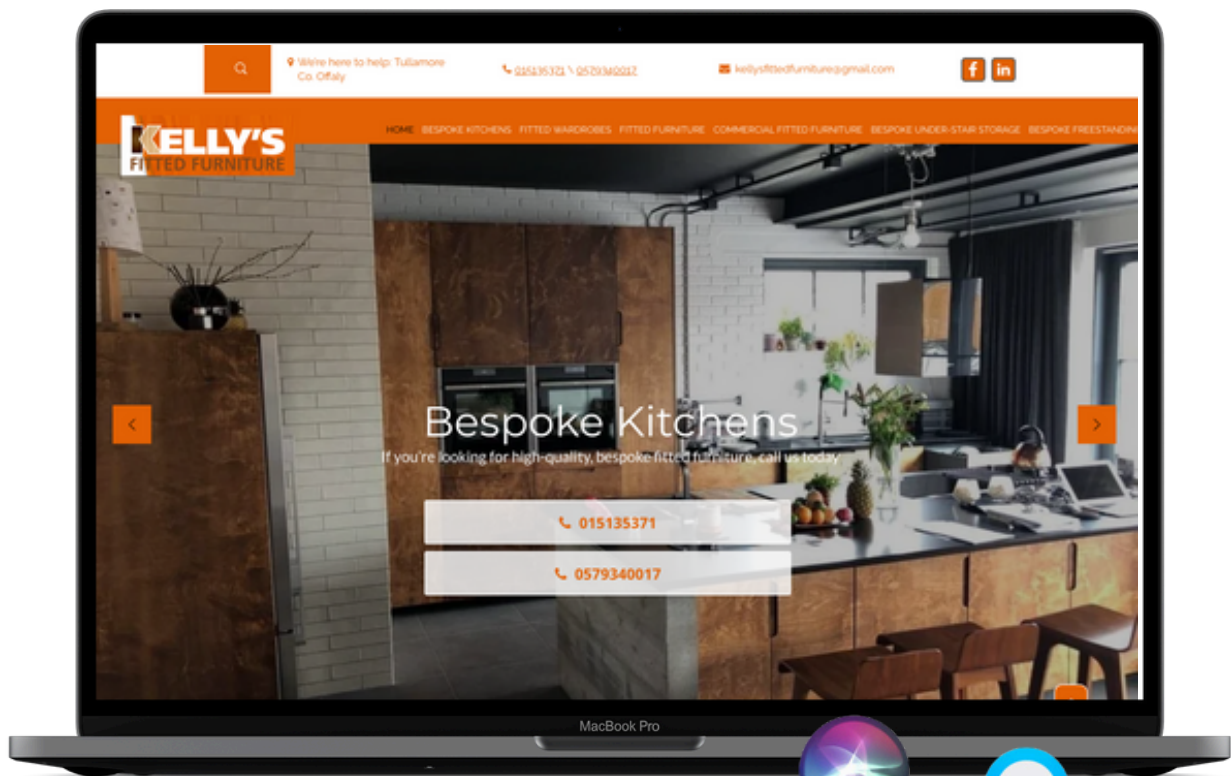 We're here to help: Tullamore
Co. Offaly
015135371 \ 0579340017
kellysfittedfurniture@gmail.com
f in
KELLY'S
FITTED FURNITURE
HOME BESPOKE KITCHENS FITTED WARDROBES FITTED FURNITURE COMMERCIAL FITTED FURNITURE BESPOKE UNDER-STAIR STORAGE BESPOKE FREESTANDING
Bespoke Kitchens
If you're looking for high-quality, bespoke fitted furniture, call us today
015135371
0579340017
MacBook Pro